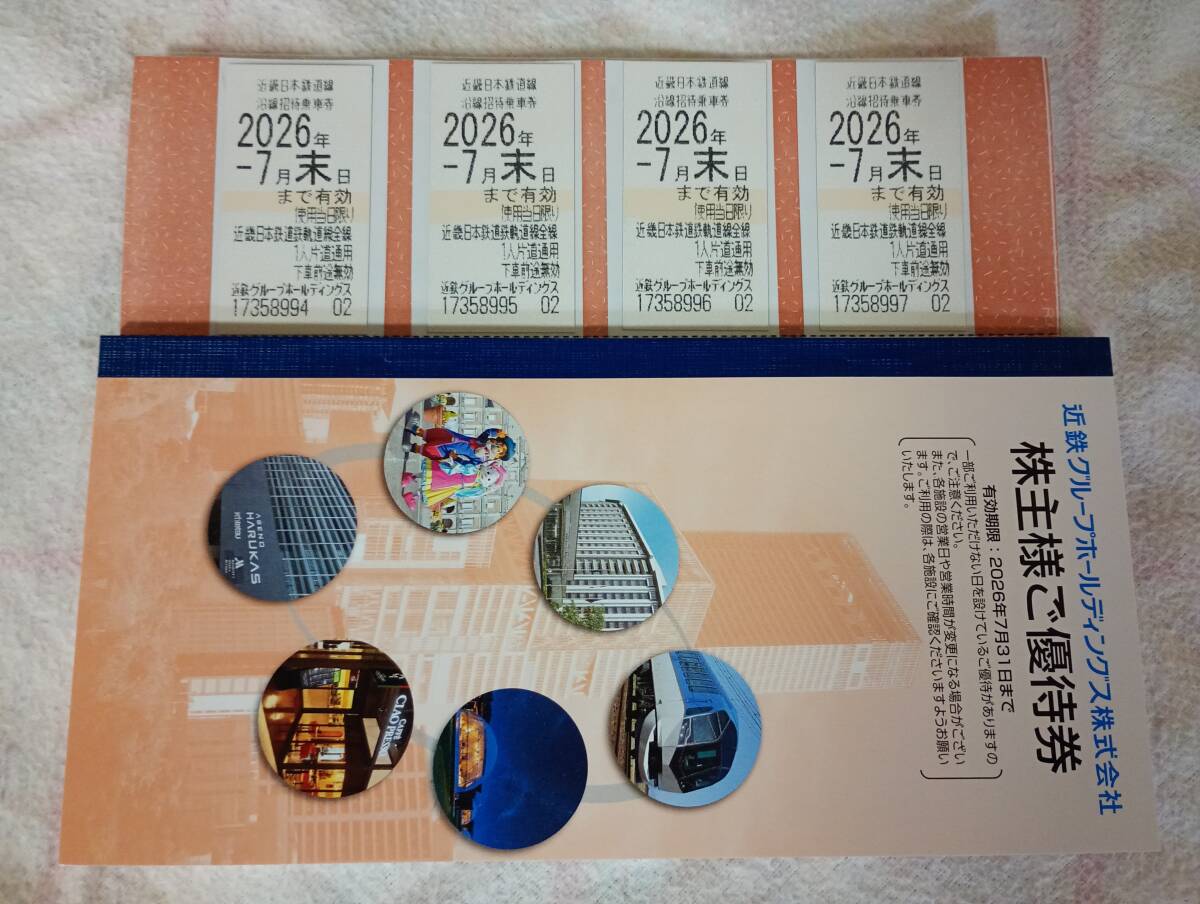 近畿日本鉄道線
沿線招待乗車券
2026年
-7月末日
まで有効
使用当日限り
近畿日本鉄道鉄軌道線全線
1人片道通用
下車前途無効
近鉄グループホールディングス
17358994 02
近畿日本鉄道線
沿線招待乗車券
2026年
-7月末日
まで有効
使用当日限り
近畿日本鉄道鉄軌道線全線
1人片道通用
下車前途無効
近鉄グループホールディングス
17358995 02
近畿日本鉄道線
沿線招待乗車券
2026年
-7月末日
まで有効
使用当日限り
近畿日本鉄道鉄軌道線全線
1人片道通用
下車前途無効
近鉄グループホールディングス
17358996 02
近畿日本鉄道線
沿線招待乗車券
2026年
-7月末日
まで有効
使用当日限り
近畿日本鉄道鉄軌道線全線
1人片道通用
下車前途無効
近鉄グループホールディングス
17358997 02
近鉄グループホールディングス株式会社
株主様ご優待券
有効期限：2026年7月31日まで
一部ご利用いただけない日を設けているご優待がありますの
で、ご注意ください。
また、各施設の営業日や営業時間が変更になる場合がござい
ます。ご利用の際は、各施設にご確認くださいますようお願い
いたします。
ABENO
HARUKAS
CAFFE
CIAO PRESSO